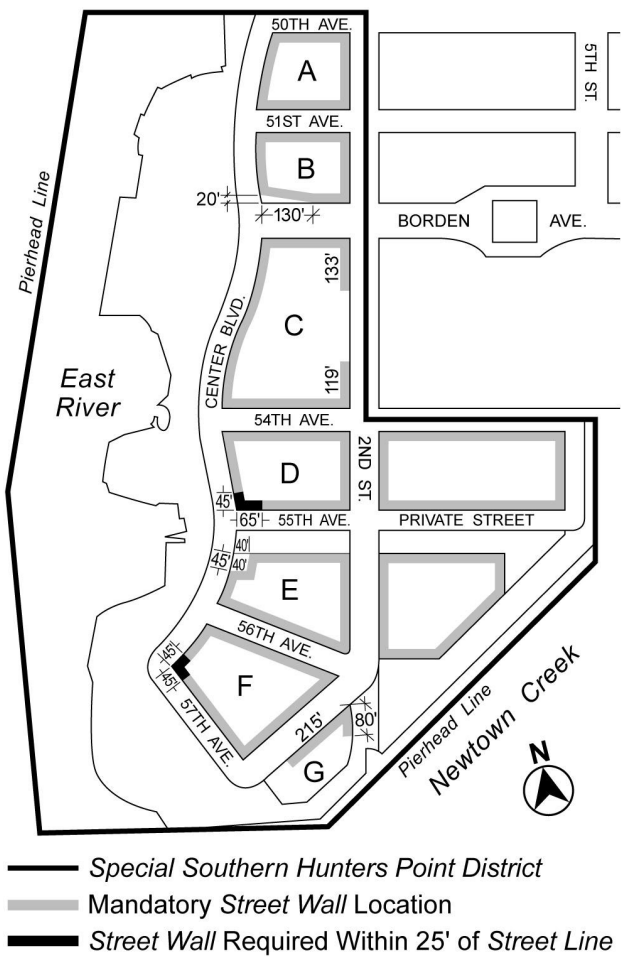 50TH AVE.
A
5TH ST.
51ST AVE.
B
20'
130'
BORDEN AVE.
Pierhead Line
133'
C
CENTER BLVD.
119'
East
River
54TH AVE.
2ND ST.
D
45'
65'
55TH AVE.
PRIVATE STREET
40'
45'
40'
E
56TH AVE.
45'
45'
F
57TH AVE.
215'
80'
G
Pierhead Line
Newtown Creek
N
Special Southern Hunters Point District
Mandatory Street Wall Location
Street Wall Required Within 25' of Street Line